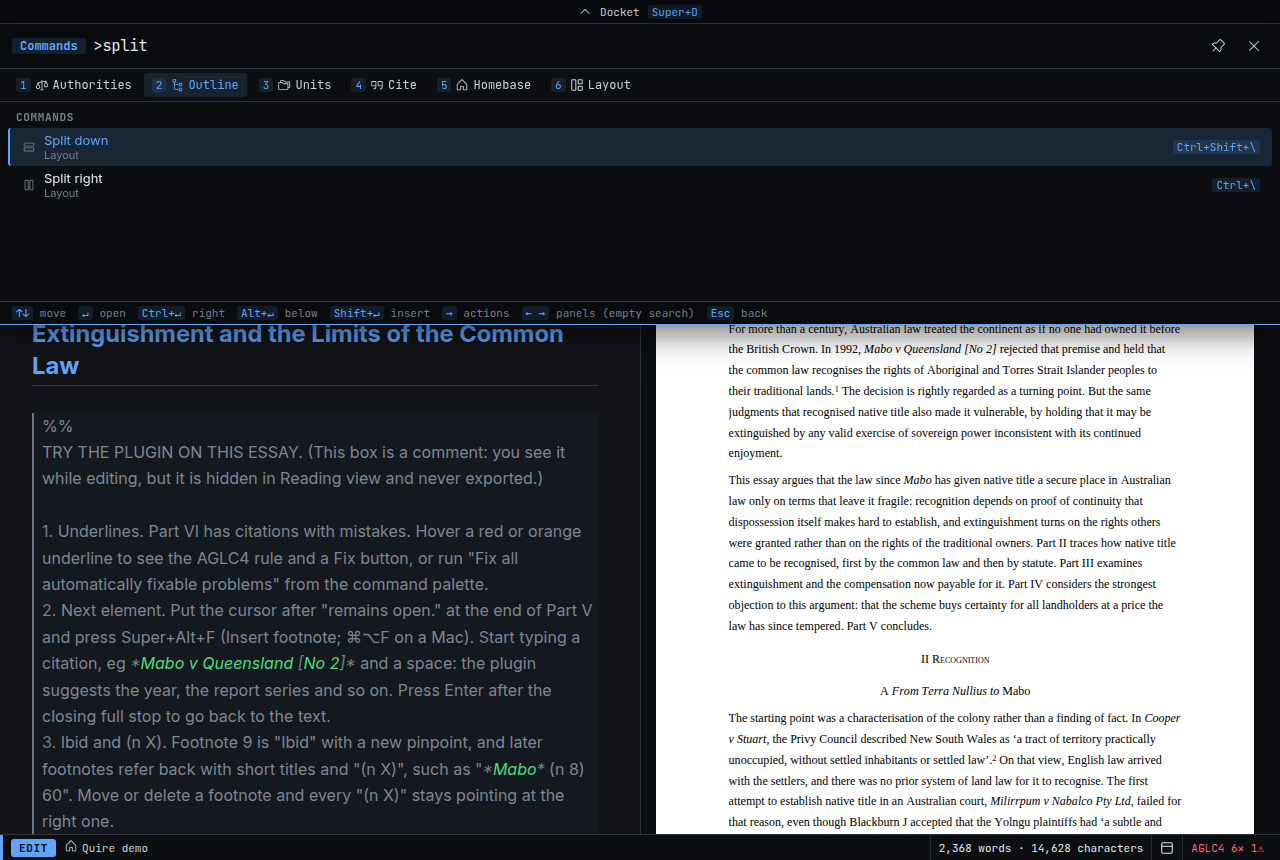 Docket Super+D
Commands >split
1 Authorities 2 Outline 3 Units 4 Cite 5 Homebase 6 Layout
COMMANDS
Split down Ctrl+Shift+\
Layout
Split right Ctrl+\
Layout
↑↓ move ↵ open Ctrl+↵ right Alt+↵ below Shift+↵ insert → actions ← → panels (empty search) Esc back
Extinguishment and the Limits of the Common
Law
%%
TRY THE PLUGIN ON THIS ESSAY. (This box is a comment: you see it
while editing, but it is hidden in Reading view and never exported.)
1. Underlines. Part VI has citations with mistakes. Hover a red or orange
underline to see the AGLC4 rule and a Fix button, or run "Fix all
automatically fixable problems" from the command palette.
2. Next element. Put the cursor after "remains open." at the end of Part V
and press Super+Alt+F (Insert footnote; ⌘⌥F on a Mac). Start typing a
citation, eg *Mabo v Queensland [No 2]* and a space: the plugin
suggests the year, the report series and so on. Press Enter after the
closing full stop to go back to the text.
3. Ibid and (n X). Footnote 9 is "Ibid" with a new pinpoint, and later
footnotes refer back with short titles and "(n X)", such as "*Mabo* (n 8)
60". Move or delete a footnote and every "(n X)" stays pointing at the
right one.
For more than a century, Australian law treated the continent as if no one had owned it before
the British Crown. In 1992, Mabo v Queensland [No 2] rejected that premise and held that
the common law recognises the rights of Aboriginal and Torres Strait Islander peoples to
their traditional lands.¹ The decision is rightly regarded as a turning point. But the same
judgments that recognised native title also made it vulnerable, by holding that it may be
extinguished by any valid exercise of sovereign power inconsistent with its continued
enjoyment.
This essay argues that the law since Mabo has given native title a secure place in Australian
law only on terms that leave it fragile: recognition depends on proof of continuity that
dispossession itself makes hard to establish, and extinguishment turns on the rights others
were granted rather than on the rights of the traditional owners. Part II traces how native title
came to be recognised, first by the common law and then by statute. Part III examines
extinguishment and the compensation now payable for it. Part IV considers the strongest
objection to this argument: that the scheme buys certainty for all landholders at a price the
law has since tempered. Part V concludes.
II Recognition
A From Terra Nullius to Mabo
The starting point was a characterisation of the colony rather than a finding of fact. In Cooper
v Stuart, the Privy Council described New South Wales as ‘a tract of territory practically
unoccupied, without settled inhabitants or settled law’.² On that view, English law arrived
with the settlers, and there was no prior system of land law for it to recognise. The first
attempt to establish native title in an Australian court, Milirrpum v Nabalco Pty Ltd, failed for
that reason, even though Blackburn J accepted that the Yolngu plaintiffs had ‘a subtle and
EDIT Quire demo 2,368 words · 14,628 characters AGLC4 6× 1⚠